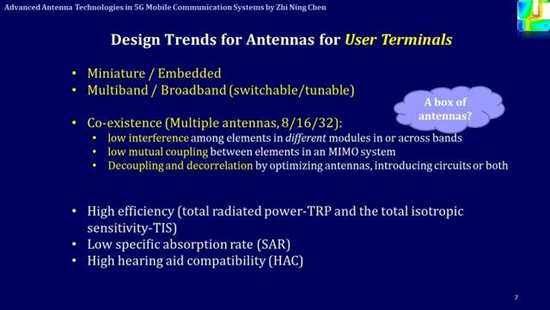 Advanced Antenna Technologies in 5G Mobile Communication Systems by Zhi Ning Chen
Design Trends for Antennas for User Terminals
• Miniature / Embedded
• Multiband / Broadband (switchable/tunable)
A box of
antennas?
• Co-existence (Multiple antennas, 8/16/32):
• low interference among elements in different modules in or across bands
• low mutual coupling between elements in an MIMO system
• Decoupling and decorrelation by optimizing antennas, introducing circuits or both
• High efficiency (total radiated power-TRP and the total isotropic
sensitivity-TIS)
• Low specific absorption rate (SAR)
• High hearing aid compatibility (HAC)
7